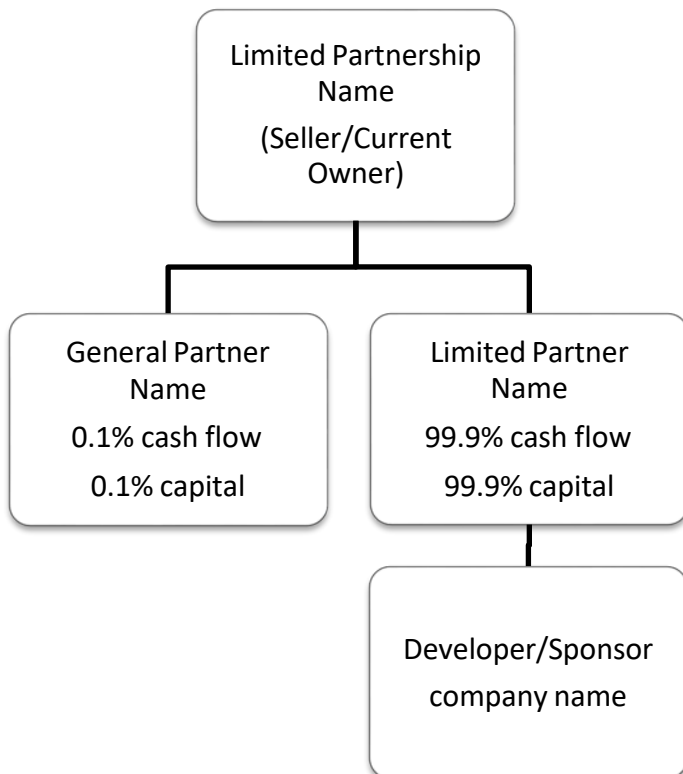 Limited Partnership
Name
(Seller/Current
Owner)
General Partner
Name
0.1% cash flow
0.1% capital
Limited Partner
Name
99.9% cash flow
99.9% capital
Developer/Sponsor
company name